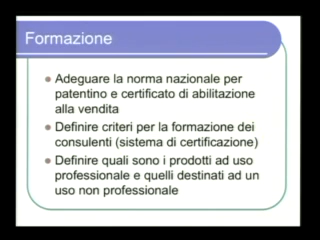 Formazione
Adeguare la norma nazionale per
patentino e certificato di abilitazione
alla vendita
Definire criteri per la formazione dei
consulenti (sistema di certificazione)
Definire quali sono i prodotti ad uso
professionale e quelli destinati ad un
uso non professionale